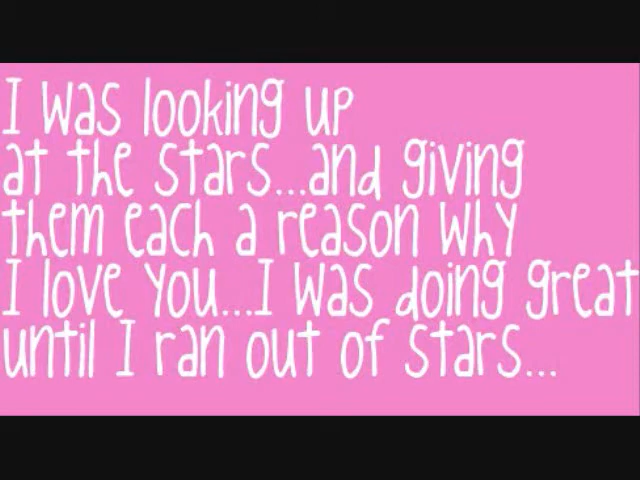 I was looking up
at the stars...and giving
them each a reason why
I love you...I was doing great
until I ran out of stars...